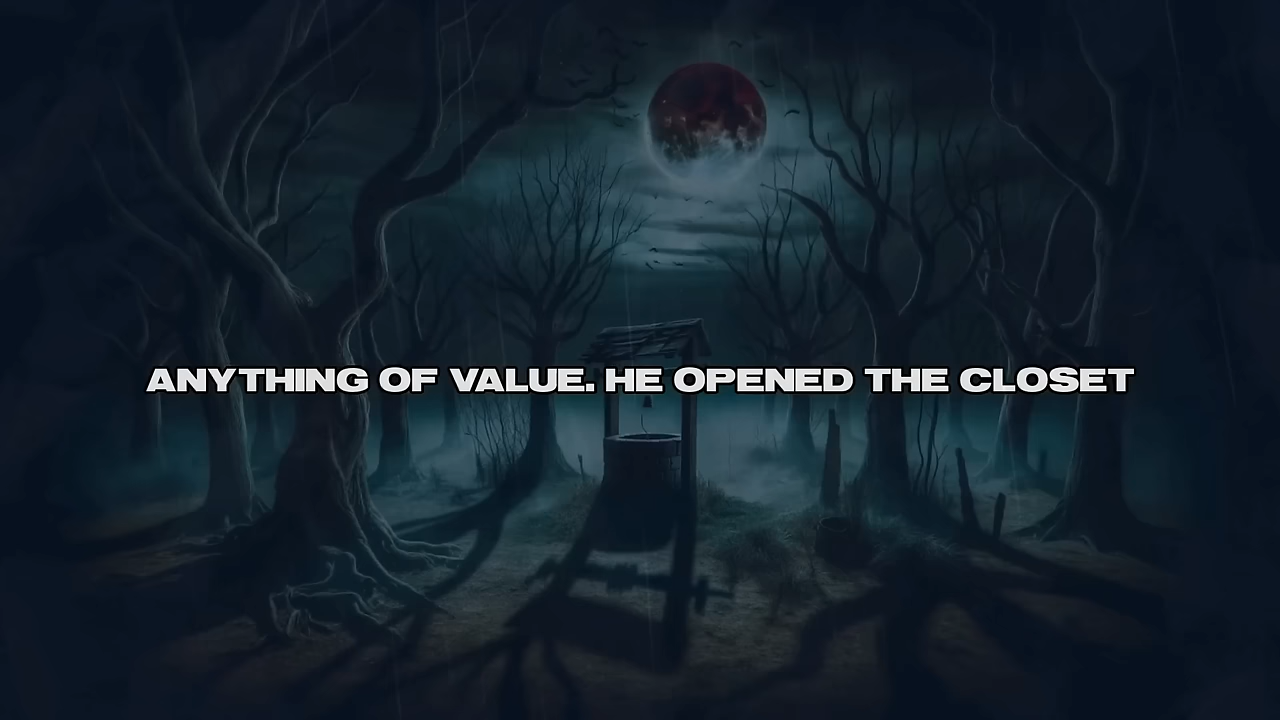 ANYTHING OF VALUE. HE OPENED THE CLOSET